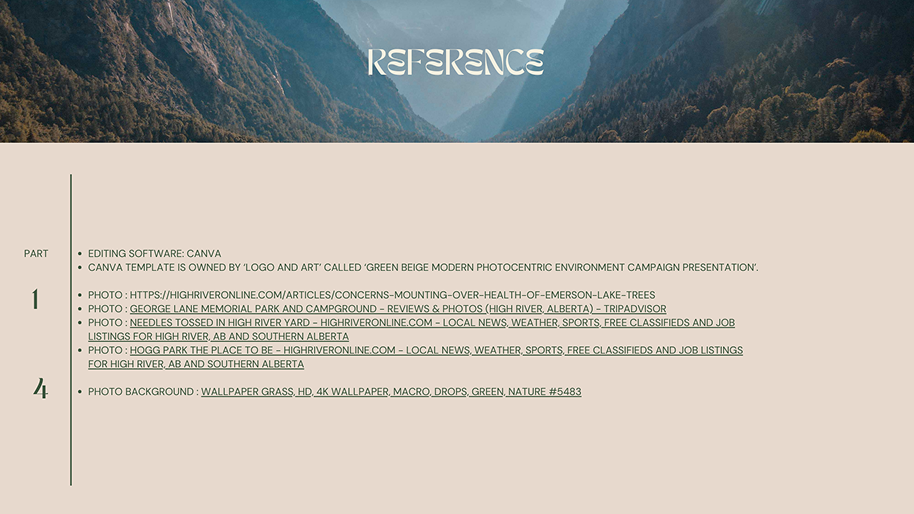 REFERENCE
PART
• EDITING SOFTWARE: CANVA
• CANVA TEMPLATE IS OWNED BY 'LOGO AND ART' CALLED 'GREEN BEIGE MODERN PHOTOCENTRIC ENVIRONMENT CAMPAIGN PRESENTATION'.
1
• PHOTO : HTTPS://HIGHRIVERONLINE.COM/ARTICLES/CONCERNS-MOUNTING-OVER-HEALTH-OF-EMERSON-LAKE-TREES
• PHOTO : GEORGE LANE MEMORIAL PARK AND CAMPGROUND - REVIEWS & PHOTOS (HIGH RIVER, ALBERTA) - TRIPADVISOR
• PHOTO : NEEDLES TOSSED IN HIGH RIVER YARD - HIGHRIVERONLINE.COM - LOCAL NEWS, WEATHER, SPORTS, FREE CLASSIFIEDS AND JOB
LISTINGS FOR HIGH RIVER, AB AND SOUTHERN ALBERTA
• PHOTO : HOGG PARK THE PLACE TO BE - HIGHRIVERONLINE.COM - LOCAL NEWS, WEATHER, SPORTS, FREE CLASSIFIEDS AND JOB LISTINGS
FOR HIGH RIVER, AB AND SOUTHERN ALBERTA
4
• PHOTO BACKGROUND : WALLPAPER GRASS, HD, 4K WALLPAPER, MACRO, DROPS, GREEN, NATURE #5483